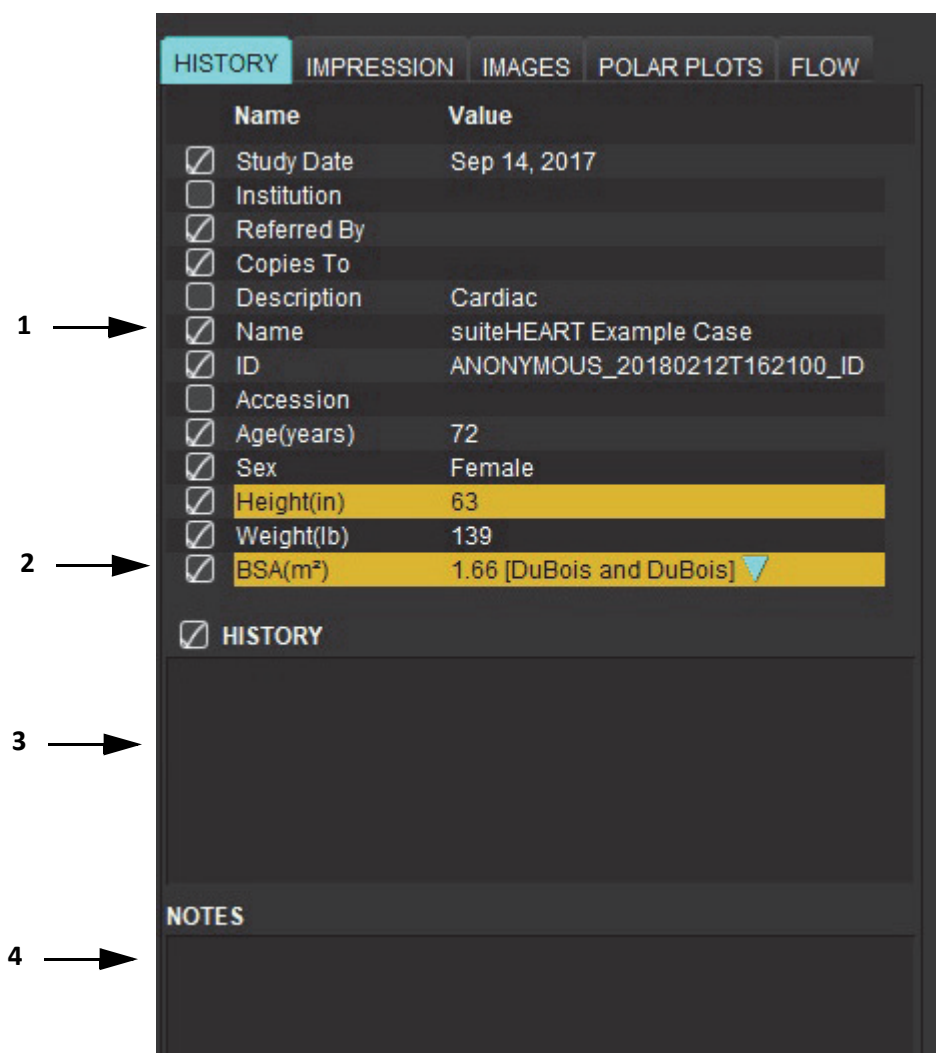 HISTORY IMPRESSION IMAGES POLAR PLOTS FLOW
Name Value
Study Date Sep 14, 2017
Institution
Referred By
Copies To
Description Cardiac
1 Name suiteHEART Example Case
ID ANONYMOUS_20180212T162100_ID
Accession
Age(years) 72
Sex Female
Height(in) 63
Weight(lb) 139
2 BSA(m²) 1.66 [DuBois and DuBois]
HISTORY
3
NOTES
4